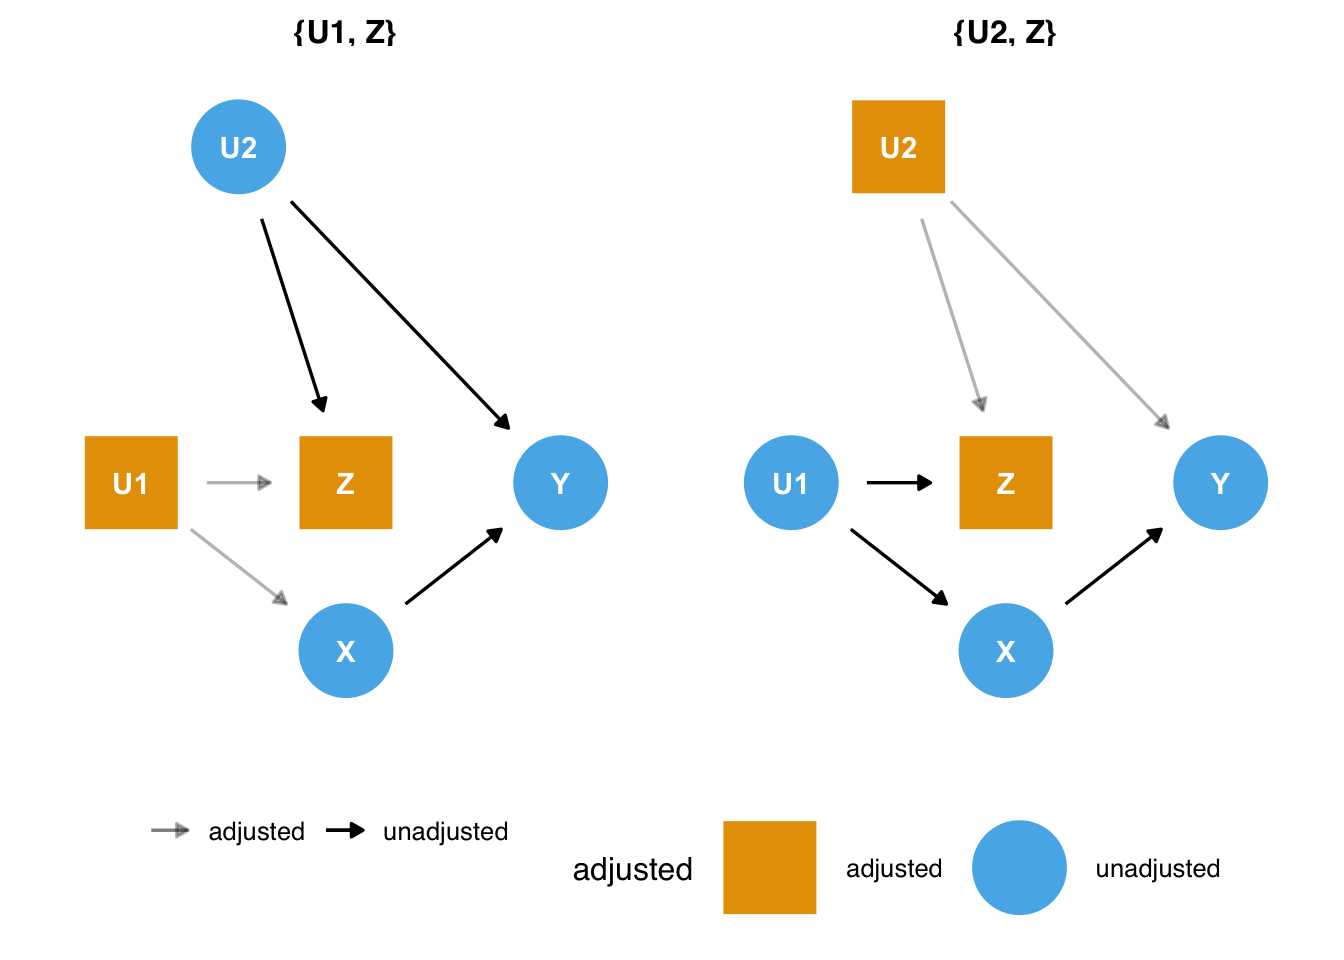 {U1, Z}
U2
U1
Z
Y
X
{U2, Z}
U2
U1
Z
Y
X
adjusted unadjusted
adjusted adjusted unadjusted